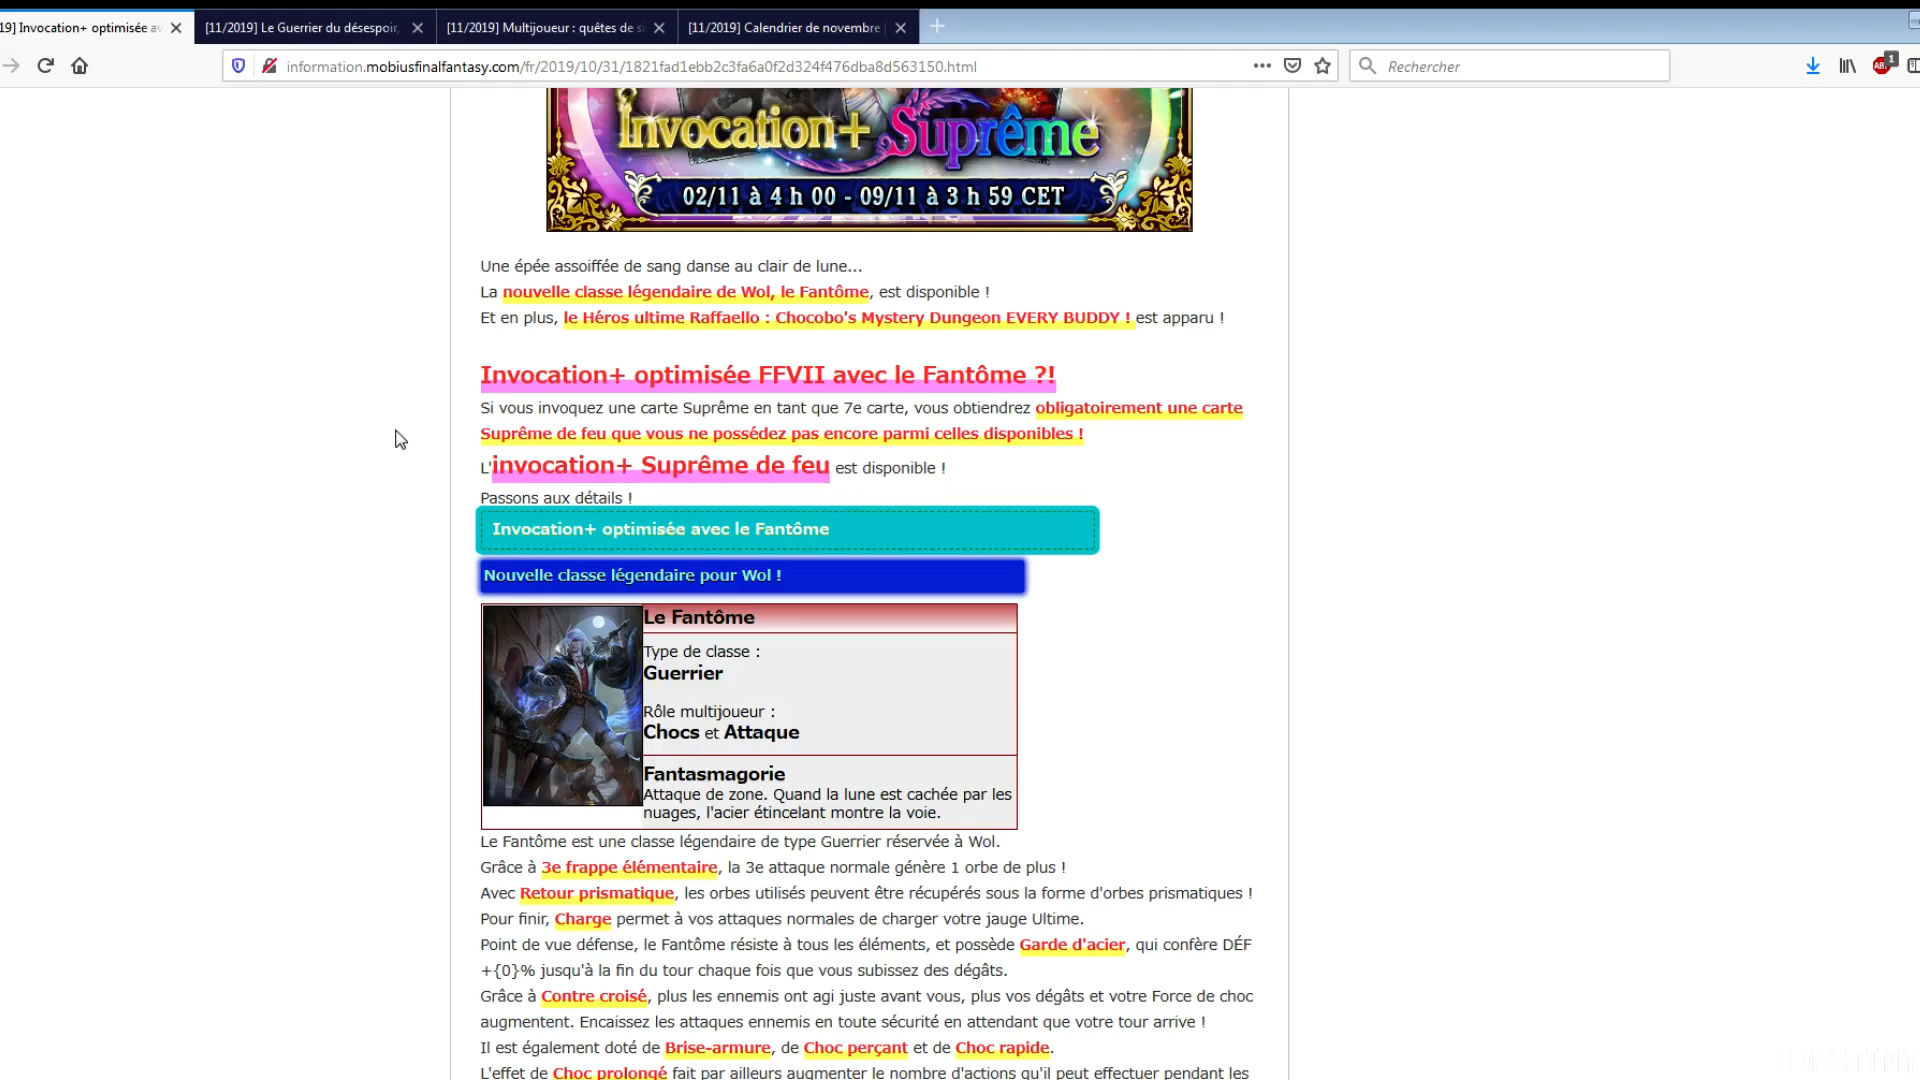 19] Invocation+ optimisée av
[11/2019] Le Guerrier du désespoir,
[11/2019] Multijoueur : quêtes de si
[11/2019] Calendrier de novembre |
information.mobiusfinalfantasy.com/fr/2019/10/31/1821fad1ebb2c3fa6a0f2d324f476dba8d563150.html
Rechercher
ABP
1
Invocation+ Suprême
02/11 à 4 h 00 - 09/11 à 3 h 59 CET
Une épée assoiffée de sang danse au clair de lune...
La nouvelle classe légendaire de Wol, le Fantôme, est disponible !
Et en plus, le Héros ultime Raffaello : Chocobo's Mystery Dungeon EVERY BUDDY ! est apparu !
Invocation+ optimisée FFVII avec le Fantôme ?!
Si vous invoquez une carte Suprême en tant que 7e carte, vous obtiendrez obligatoirement une carte
Suprême de feu que vous ne possédez pas encore parmi celles disponibles !
L'invocation+ Suprême de feu est disponible !
Passons aux détails !
Invocation+ optimisée avec le Fantôme
Nouvelle classe légendaire pour Wol !
Le Fantôme
Type de classe :
Guerrier
Rôle multijoueur :
Chocs et Attaque
Fantasmagorie
Attaque de zone. Quand la lune est cachée par les
nuages, l'acier étincelant montre la voie.
Le Fantôme est une classe légendaire de type Guerrier réservée à Wol.
Grâce à 3e frappe élémentaire, la 3e attaque normale génère 1 orbe de plus !
Avec Retour prismatique, les orbes utilisés peuvent être récupérés sous la forme d'orbes prismatiques !
Pour finir, Charge permet à vos attaques normales de charger votre jauge Ultime.
Point de vue défense, le Fantôme résiste à tous les éléments, et possède Garde d'acier, qui confère DÉF
+{0}% jusqu'à la fin du tour chaque fois que vous subissez des dégâts.
Grâce à Contre croisé, plus les ennemis ont agi juste avant vous, plus vos dégâts et votre Force de choc
augmentent. Encaissez les attaques ennemis en toute sécurité en attendant que votre tour arrive !
Il est également doté de Brise-armure, de Choc perçant et de Choc rapide.
L'effet de Choc prolongé fait par ailleurs augmenter le nombre d'actions qu'il peut effectuer pendant les